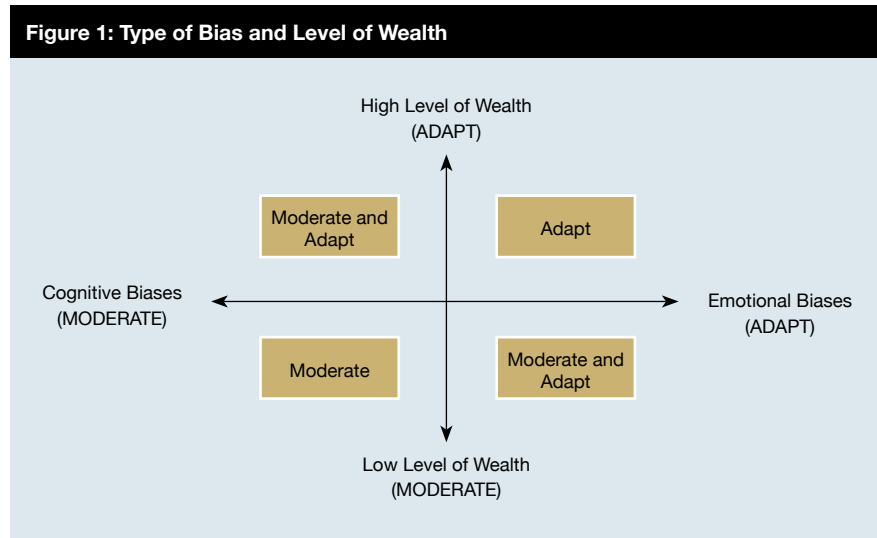 Figure 1: Type of Bias and Level of Wealth
High Level of Wealth
(ADAPT)
Moderate and
Adapt
Adapt
Cognitive Biases
(MODERATE)
Emotional Biases
(ADAPT)
Moderate
Moderate and
Adapt
Low Level of Wealth
(MODERATE)